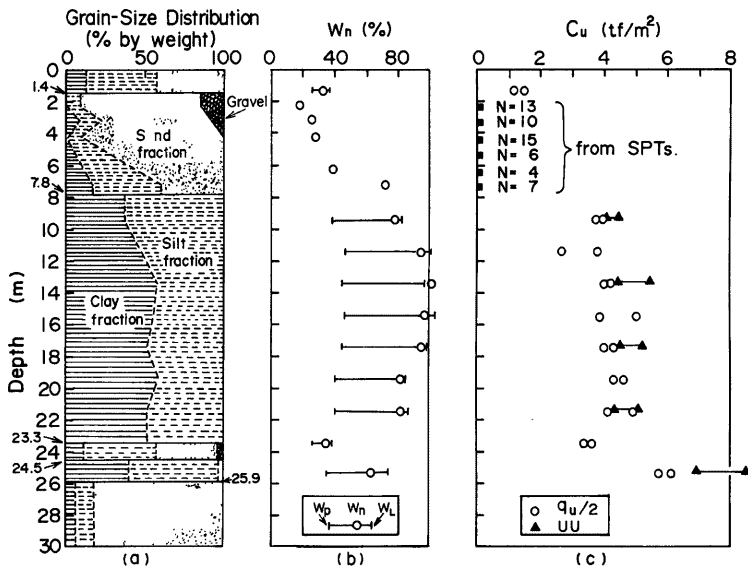 Grain-Size Distribution
(% by weight)
0 50 100
Wn (%)
0 40 80
Cu (tf/m²)
0 2 4 6 8
Depth (m)
0
2
4
6
8
10
12
14
16
18
20
22
24
26
28
30
1.4
7.8
23.3
24.5
25.9
Gravel
S nd
fraction
Silt
fraction
Clay
fraction
N=13
N=10
N=15
N=6
N=4
N=7
from SPTs.
Wp Wn WL
qu/2
UU
(a)
(b)
(c)